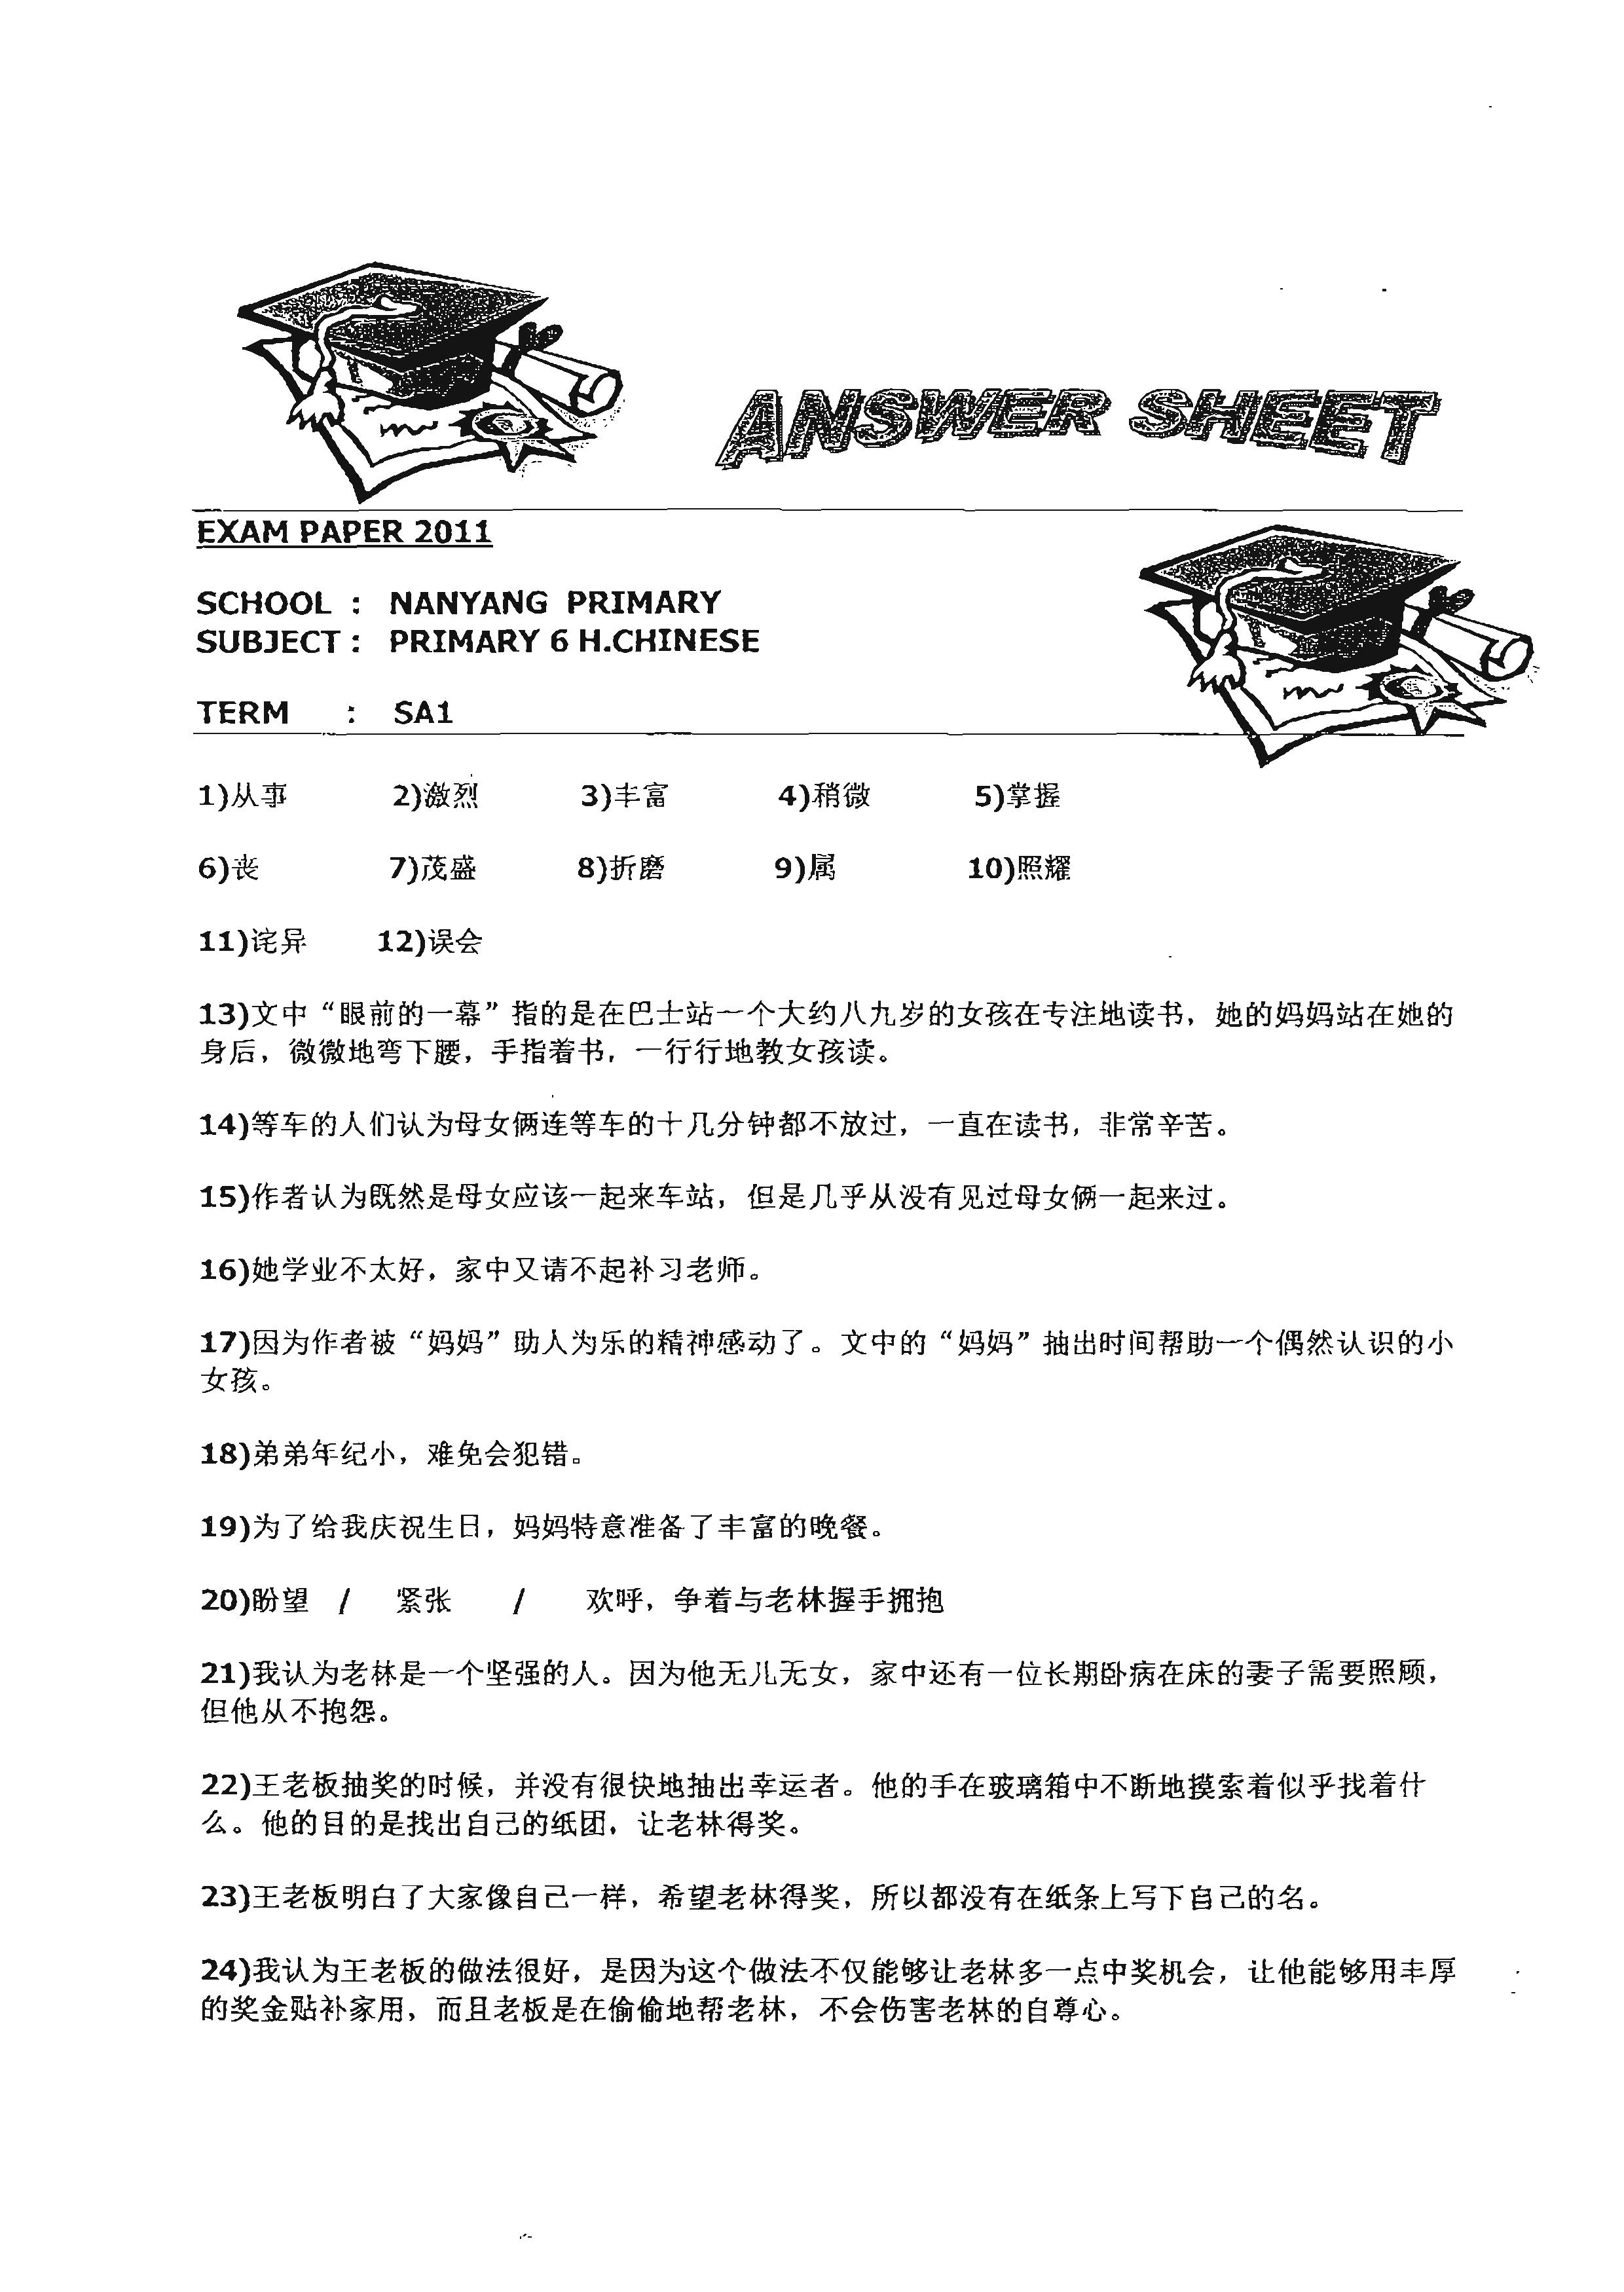 ANSWER SHEET
EXAM PAPER 2011
SCHOOL : NANYANG PRIMARY
SUBJECT : PRIMARY 6 H.CHINESE
TERM : SA1
1)从事 2)激烈 3)丰富 4)稍微 5)掌握
6)丧 7)茂盛 8)折磨 9)属 10)照耀
11)诧异 12)误会
13)文中“眼前的一幕”指的是在巴士站一个大约八九岁的女孩在专注地读书，她的妈妈站在她的
身后，微微地弯下腰，手指着书，一行行地教女孩读。
14)等车的人们认为母女俩连等车的十几分钟都不放过，一直在读书，非常辛苦。
15)作者认为既然是母女应该一起来车站，但是几乎从没有见过母女俩一起来过。
16)她学业不太好，家中又请不起补习老师。
17)因为作者被“妈妈”助人为乐的精神感动了。文中的“妈妈”抽出时间帮助一个偶然认识的小
女孩。
18)弟弟年纪小，难免会犯错。
19)为了给我庆祝生日，妈妈特意准备了丰富的晚餐。
20)盼望 / 紧张 / 欢呼，争着与老林握手拥抱
21)我认为老林是一个坚强的人。因为他无儿无女，家中还有一位长期卧病在床的妻子需要照顾，
但他从不抱怨。
22)王老板抽奖的时候，并没有很快地抽出幸运者。他的手在玻璃箱中不断地摸索着似乎找着什
么。他的目的是找出自己的纸团，让老林得奖。
23)王老板明白了大家像自己一样，希望老林得奖，所以都没有在纸条上写下自己的名。
24)我认为王老板的做法很好，是因为这个做法不仅能够让老林多一点中奖机会，让他能够用丰厚
的奖金贴补家用，而且老板是在偷偷地帮老林，不会伤害老林的自尊心。